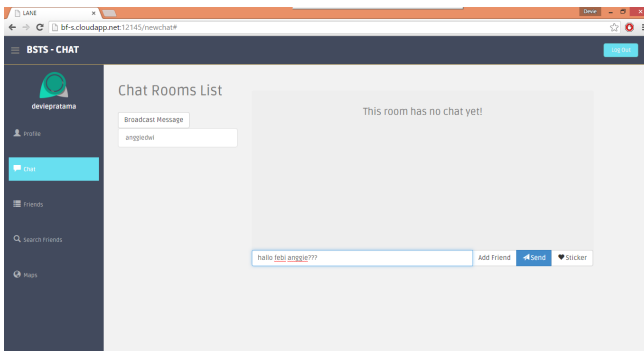 LANE
Devie
bf-s.cloudapp.net:12145/newchat#
BSTS - CHAT
Log Out
deviepratama
Profile
Chat
Friends
Search Friends
Maps
Chat Rooms List
Broadcast Message
anggiedwi
This room has no chat yet!
hallo febi anggie???
Add Friend
Send
Sticker